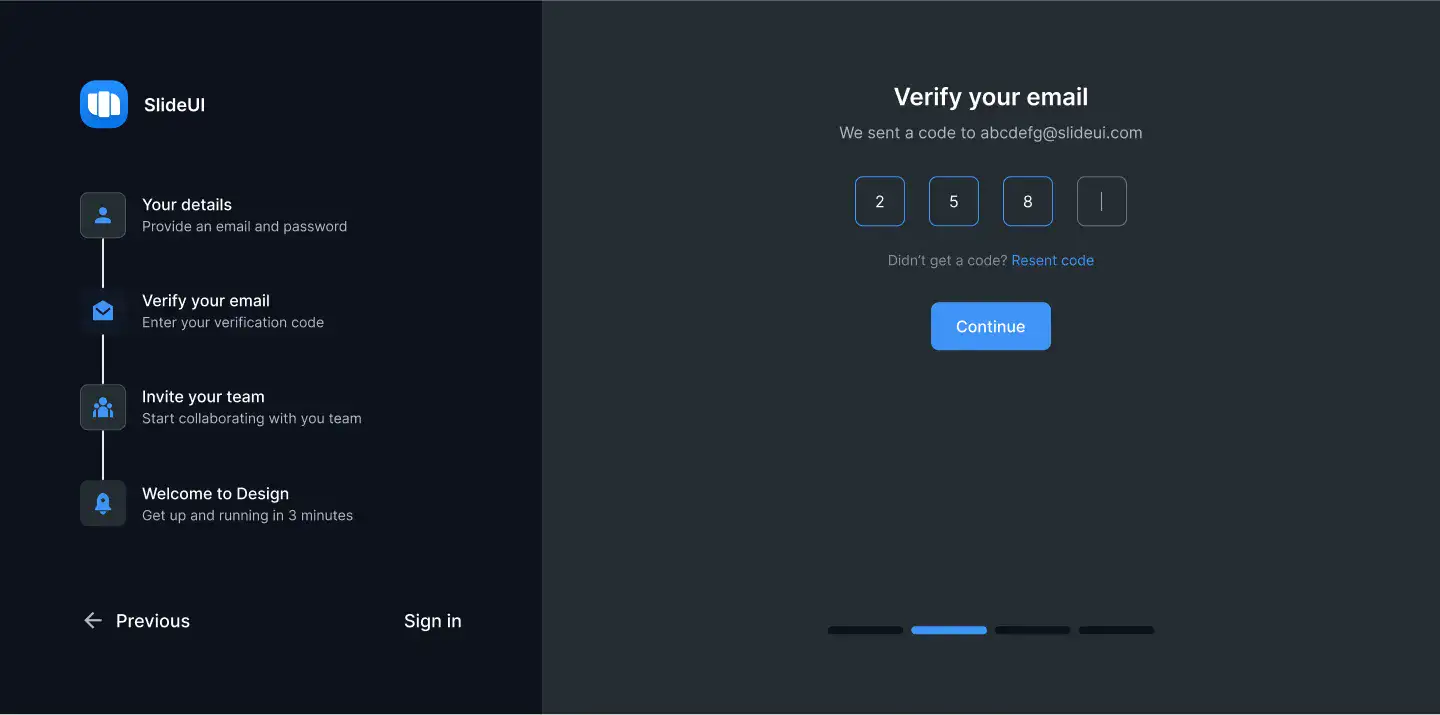 SlideUI
Your details
Provide an email and password
Verify your email
Enter your verification code
Invite your team
Start collaborating with you team
Welcome to Design
Get up and running in 3 minutes
Previous
Sign in
Verify your email
We sent a code to abcdefg@slideui.com
2 5 8
Didn’t get a code? Resent code
Continue